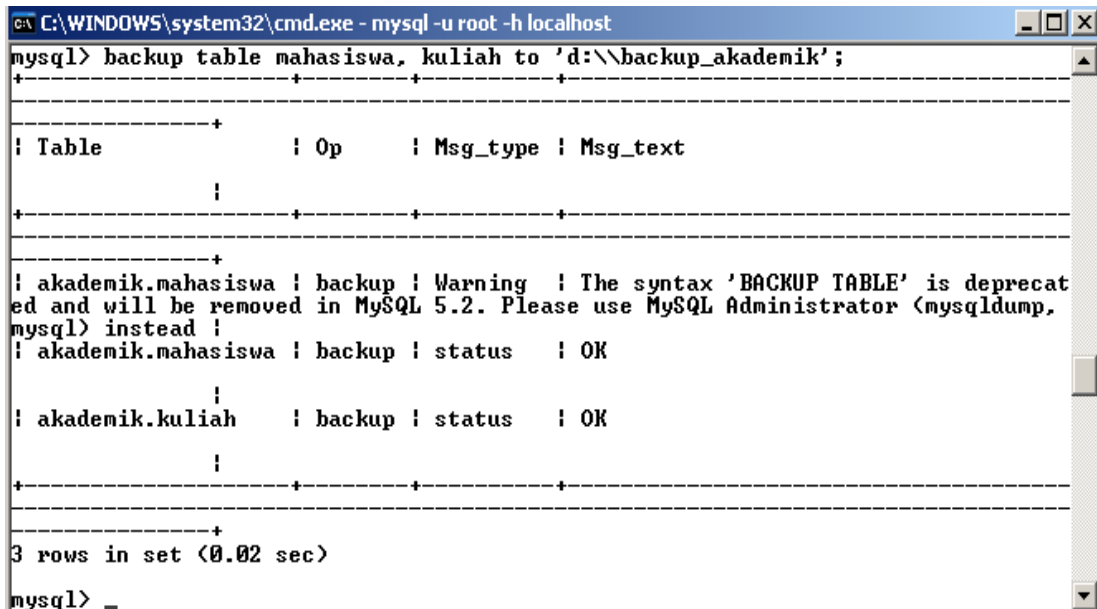 C:\WINDOWS\system32\cmd.exe - mysql -u root -h localhost
mysql> backup table mahasiswa, kuliah to 'd:\\backup_akademik';
+---------------------+--------+----------+--------------------------------------
--------------------------------------------------------------------------------
---------------+
| Table               | Op     | Msg_type | Msg_text
               |
+---------------------+--------+----------+--------------------------------------
--------------------------------------------------------------------------------
---------------+
| akademik.mahasiswa | backup | Warning  | The syntax 'BACKUP TABLE' is deprecat
ed and will be removed in MySQL 5.2. Please use MySQL Administrator (mysqldump,
mysql) instead |
| akademik.mahasiswa | backup | status   | OK
               |
| akademik.kuliah    | backup | status   | OK
               |
+---------------------+--------+----------+--------------------------------------
--------------------------------------------------------------------------------
---------------+
3 rows in set (0.02 sec)
mysql> _